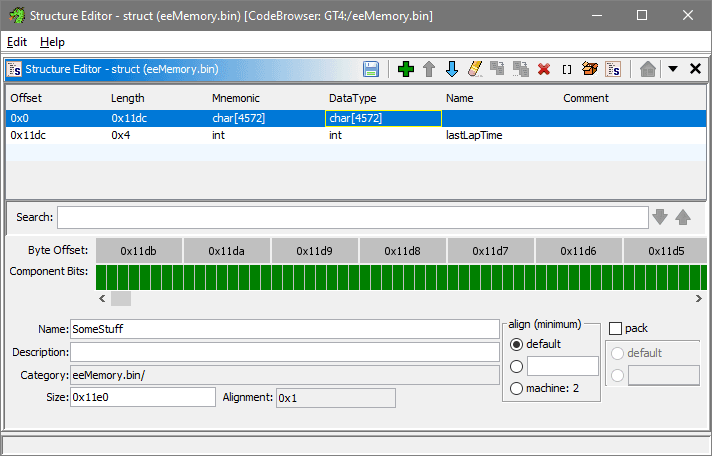 Structure Editor - struct (eeMemory.bin) [CodeBrowser: GT4:/eeMemory.bin]
Edit Help
Structure Editor - struct (eeMemory.bin)
Offset Length Mnemonic DataType Name Comment
0x0 0x11dc char[4572] char[4572]
0x11dc 0x4 int int lastLapTime
Search:
Byte Offset: 0x11db 0x11da 0x11d9 0x11d8 0x11d7 0x11d6 0x11d5
Component Bits:
Name: SomeStuff
Description:
Category: eeMemory.bin/
Size: 0x11e0 Alignment: 0x1
align (minimum)
default
machine: 2
pack
default